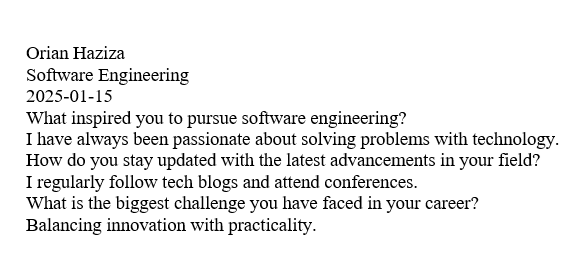 Orian Haziza
Software Engineering
2025-01-15
What inspired you to pursue software engineering?
I have always been passionate about solving problems with technology.
How do you stay updated with the latest advancements in your field?
I regularly follow tech blogs and attend conferences.
What is the biggest challenge you have faced in your career?
Balancing innovation with practicality.